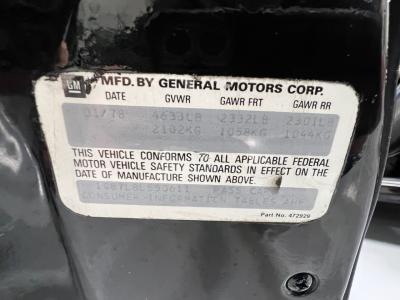 GM
MFD. BY GENERAL MOTORS CORP.
DATE GVWR GAWR FRT GAWR RR
01/78 4633LB 2332LB 2301LB
2102KG 1058KG 1044KG
THIS VEHICLE CONFORMS TO ALL APPLICABLE FEDERAL
MOTOR VEHICLE SAFETY STANDARDS IN EFFECT ON THE
DATE OF MANUFACTURE SHOWN ABOVE.
CONSUMER INFORMATION TABLES
Part No. 472929